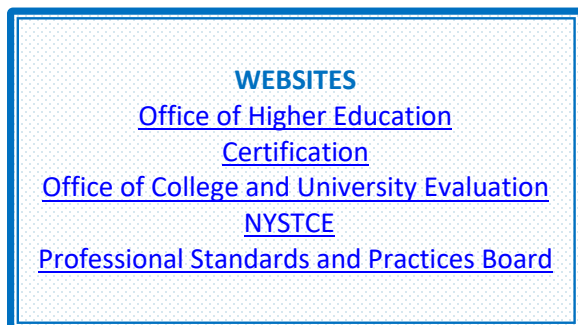 WEBSITES
Office of Higher Education
Certification
Office of College and University Evaluation
NYSTCE
Professional Standards and Practices Board